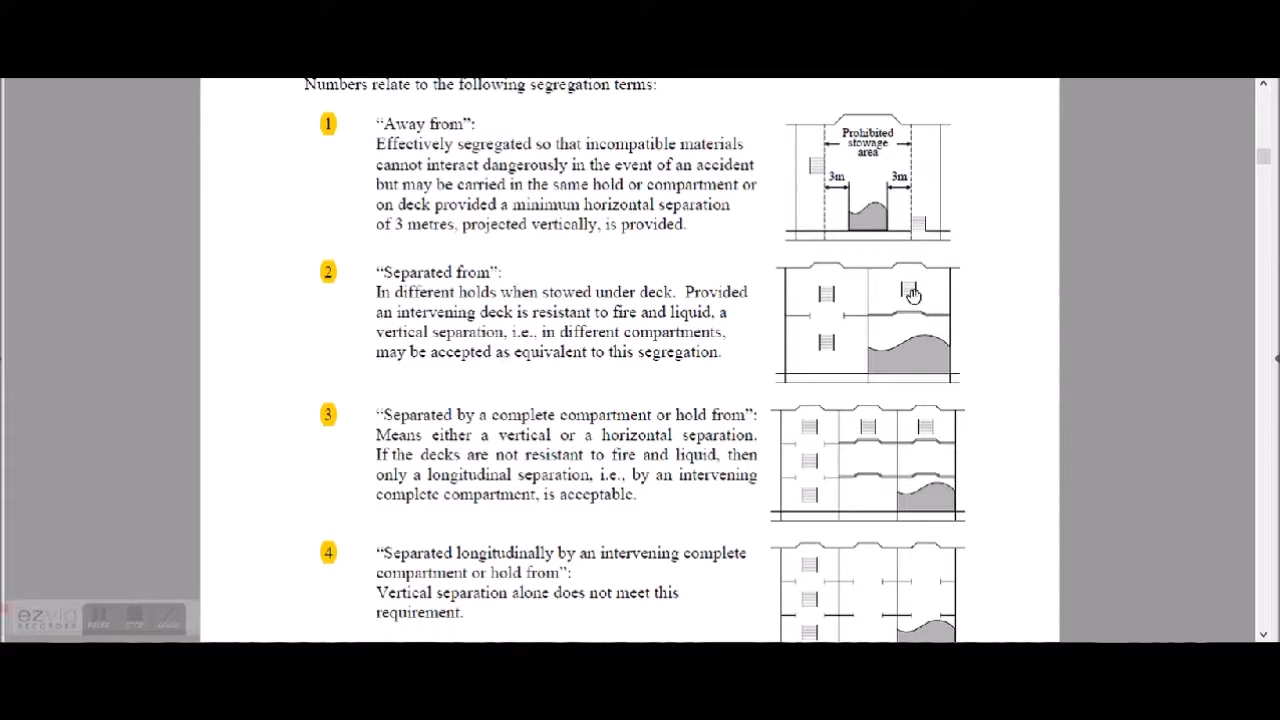 Numbers relate to the following segregation terms:
1
“Away from”:
Effectively segregated so that incompatible materials
cannot interact dangerously in the event of an accident
but may be carried in the same hold or compartment or
on deck provided a minimum horizontal separation
of 3 metres, projected vertically, is provided.
Prohibited
stowage
area
3m
3m
2
“Separated from”:
In different holds when stowed under deck. Provided
an intervening deck is resistant to fire and liquid, a
vertical separation, i.e., in different compartments,
may be accepted as equivalent to this segregation.
3
“Separated by a complete compartment or hold from”:
Means either a vertical or a horizontal separation.
If the decks are not resistant to fire and liquid, then
only a longitudinal separation, i.e., by an intervening
complete compartment, is acceptable.
4
“Separated longitudinally by an intervening complete
compartment or hold from”:
Vertical separation alone does not meet this
requirement.
ezvid
RECORDER
PAUSE
STOP
DRAW